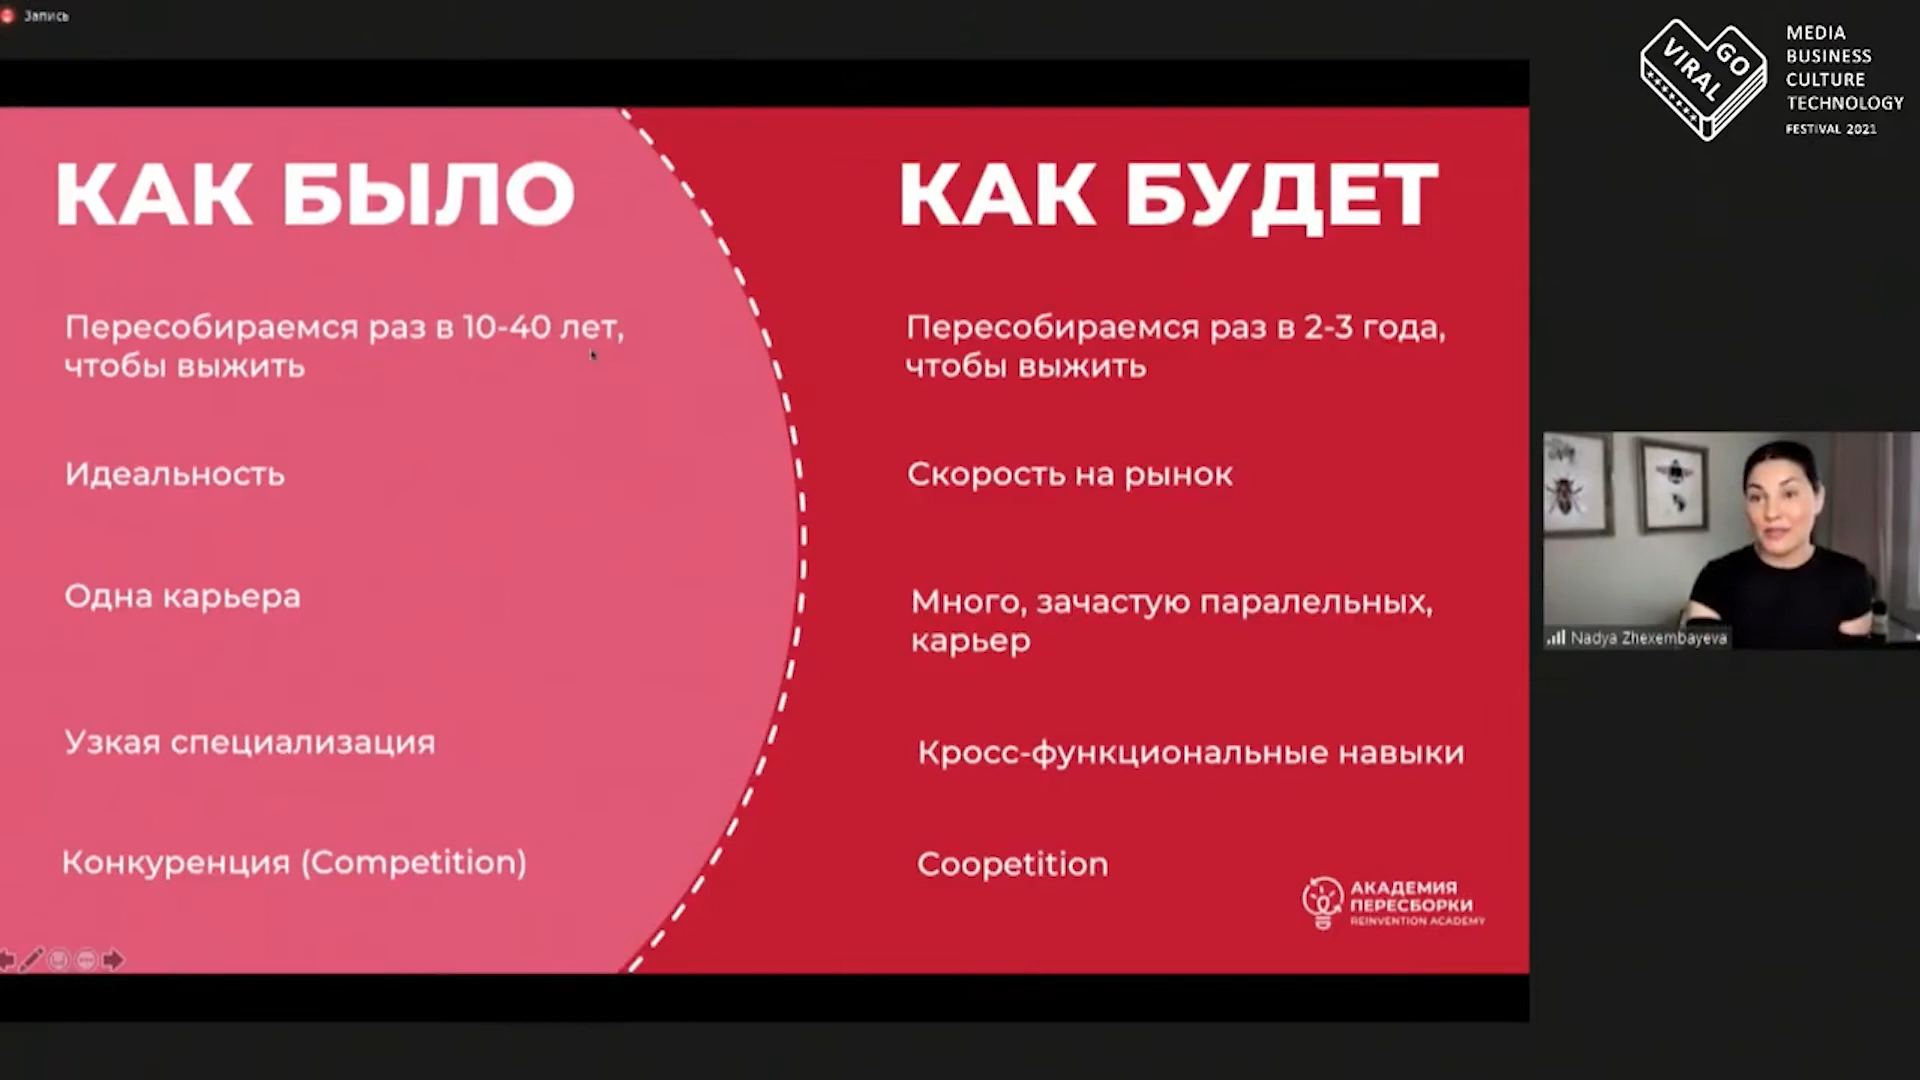 Запись
VIRAL
GO
MEDIA
BUSINESS
CULTURE
TECHNOLOGY
FESTIVAL 2021
КАК БЫЛО
Пересобираемся раз в 10-40 лет,
чтобы выжить
Идеальность
Одна карьера
Узкая специализация
Конкуренция (Competition)
КАК БУДЕТ
Пересобираемся раз в 2-3 года,
чтобы выжить
Скорость на рынок
Много, зачастую паралельных,
карьер
Кросс-функциональные навыки
Coopetition
АКАДЕМИЯ
ПЕРЕСБОРКИ
REINVENTION ACADEMY
Nadya Zhexembayeva